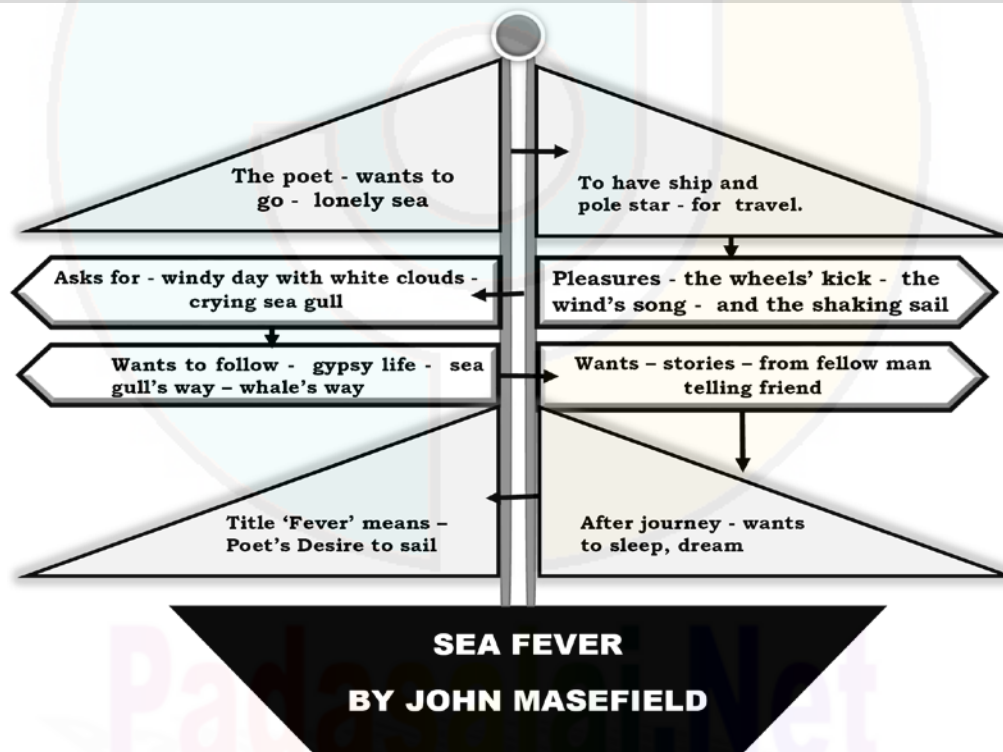 The poet - wants to
go - lonely sea
To have ship and
pole star - for travel.
Pleasures - the wheels' kick - the
wind's song - and the shaking sail
Asks for - windy day with white clouds -
crying sea gull
Wants to follow - gypsy life - sea
gull's way – whale's way
Wants – stories – from fellow man
telling friend
After journey - wants
to sleep, dream
Title ‘Fever’ means –
Poet's Desire to sail
SEA FEVER
BY JOHN MASEFIELD
Padasalai.Net